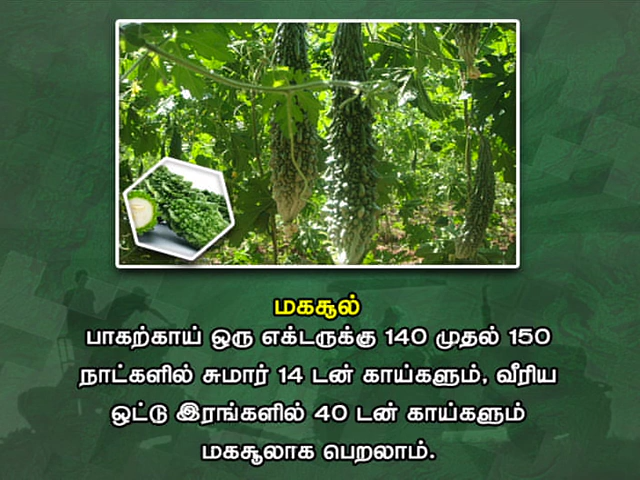 மகசூல்
பாகற்காய் ஒரு எக்டருக்கு 140 முதல் 150
நாட்களில் சுமார் 14 டன் காய்களும், வீரிய
ஒட்டு இரங்களில் 40 டன் காய்களும்
மகசூலாக பெறலாம்.